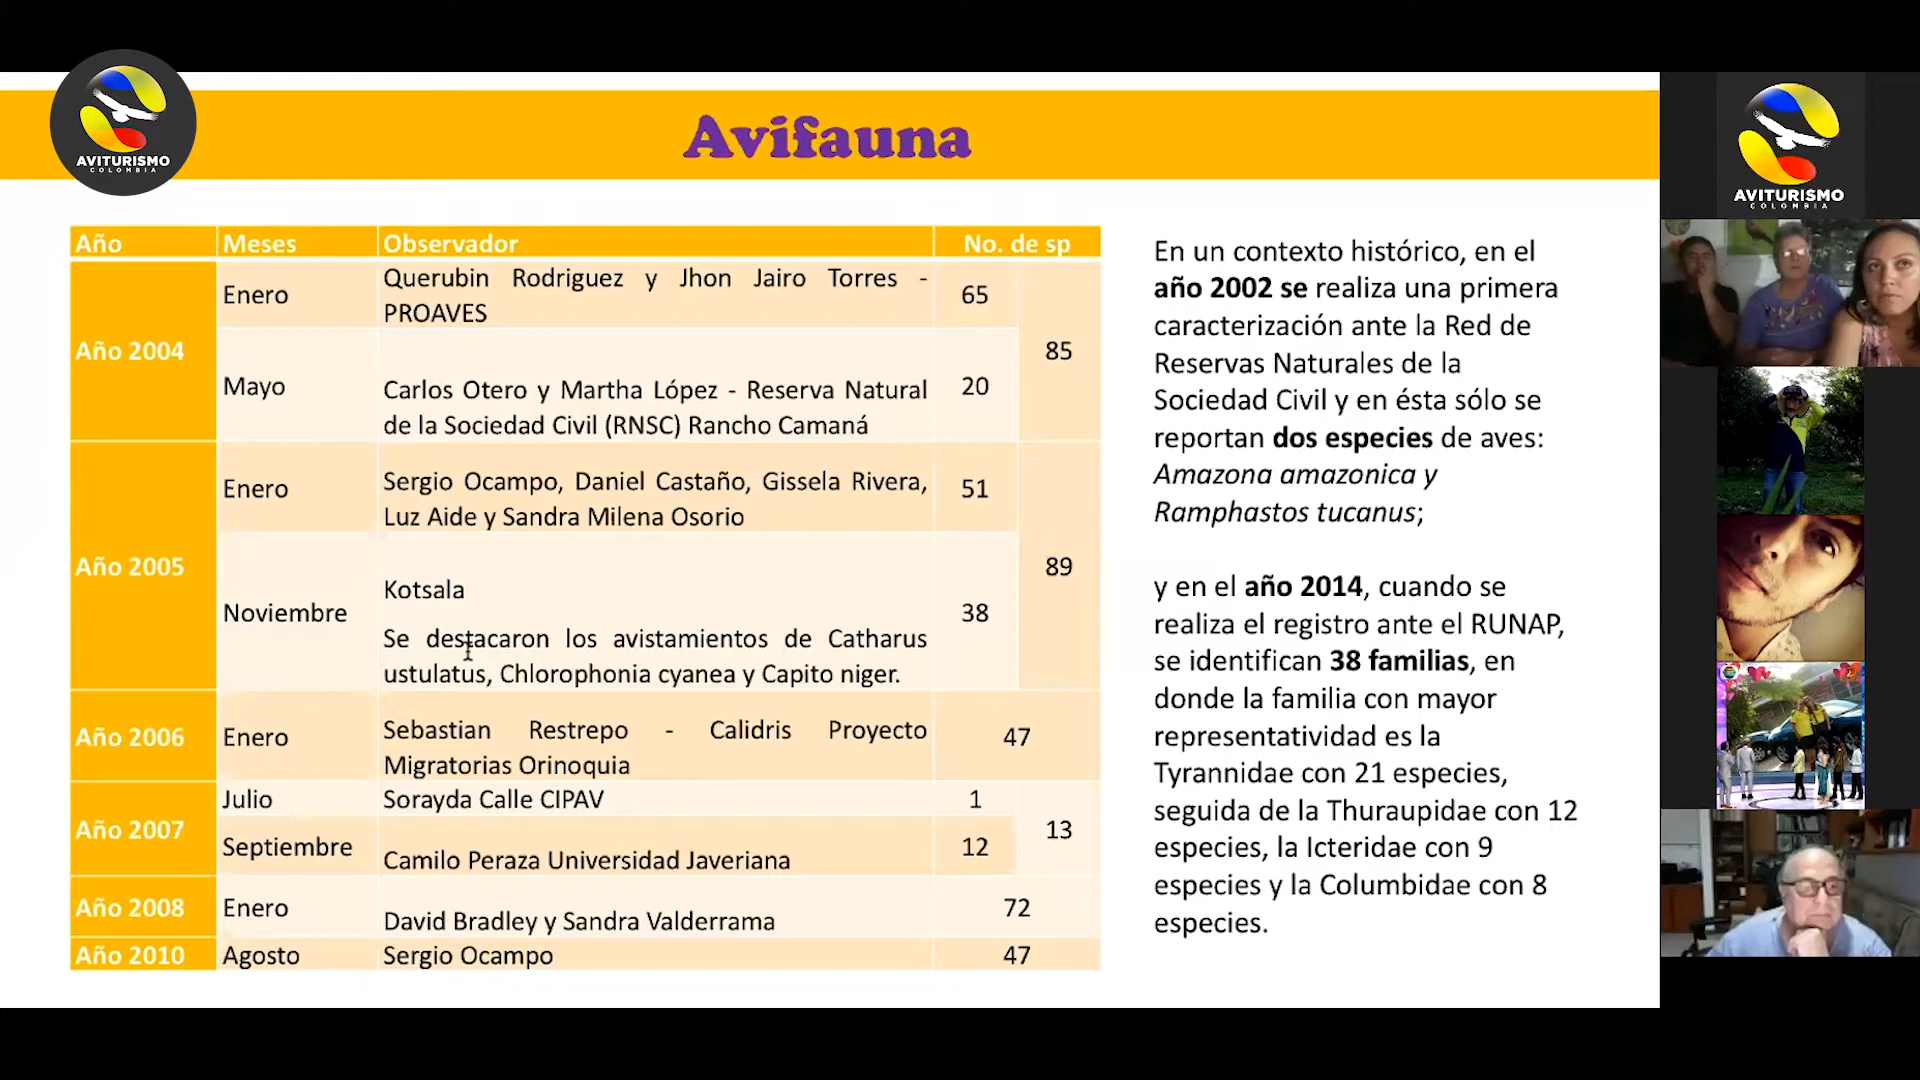 AVITURISMO
COLOMBIA
Avifauna
Año Meses Observador No. de sp
Año 2004
Enero
Querubin Rodriguez y Jhon Jairo Torres -
PROAVES
65
85
Mayo
Carlos Otero y Martha López - Reserva Natural
de la Sociedad Civil (RNSC) Rancho Camaná
20
Año 2005
Enero
Sergio Ocampo, Daniel Castaño, Gissela Rivera,
Luz Aide y Sandra Milena Osorio
51
89
Noviembre
Kotsala
Se destacaron los avistamientos de Catharus
ustulatus, Chlorophonia cyanea y Capito niger.
38
Año 2006
Enero
Sebastian Restrepo - Calidris Proyecto
Migratorias Orinoquia
47
Año 2007
Julio
Sorayda Calle CIPAV
1
13
Septiembre
Camilo Peraza Universidad Javeriana
12
Año 2008
Enero
David Bradley y Sandra Valderrama
72
Año 2010
Agosto
Sergio Ocampo
47
En un contexto histórico, en el
año 2002 se realiza una primera
caracterización ante la Red de
Reservas Naturales de la
Sociedad Civil y en ésta sólo se
reportan dos especies de aves:
Amazona amazonica y
Ramphastos tucanus;
y en el año 2014, cuando se
realiza el registro ante el RUNAP,
se identifican 38 familias, en
donde la familia con mayor
representatividad es la
Tyrannidae con 21 especies,
seguida de la Thuraupidae con 12
especies, la Icteridae con 9
especies y la Columbidae con 8
especies.
AVITURISMO
COLOMBIA